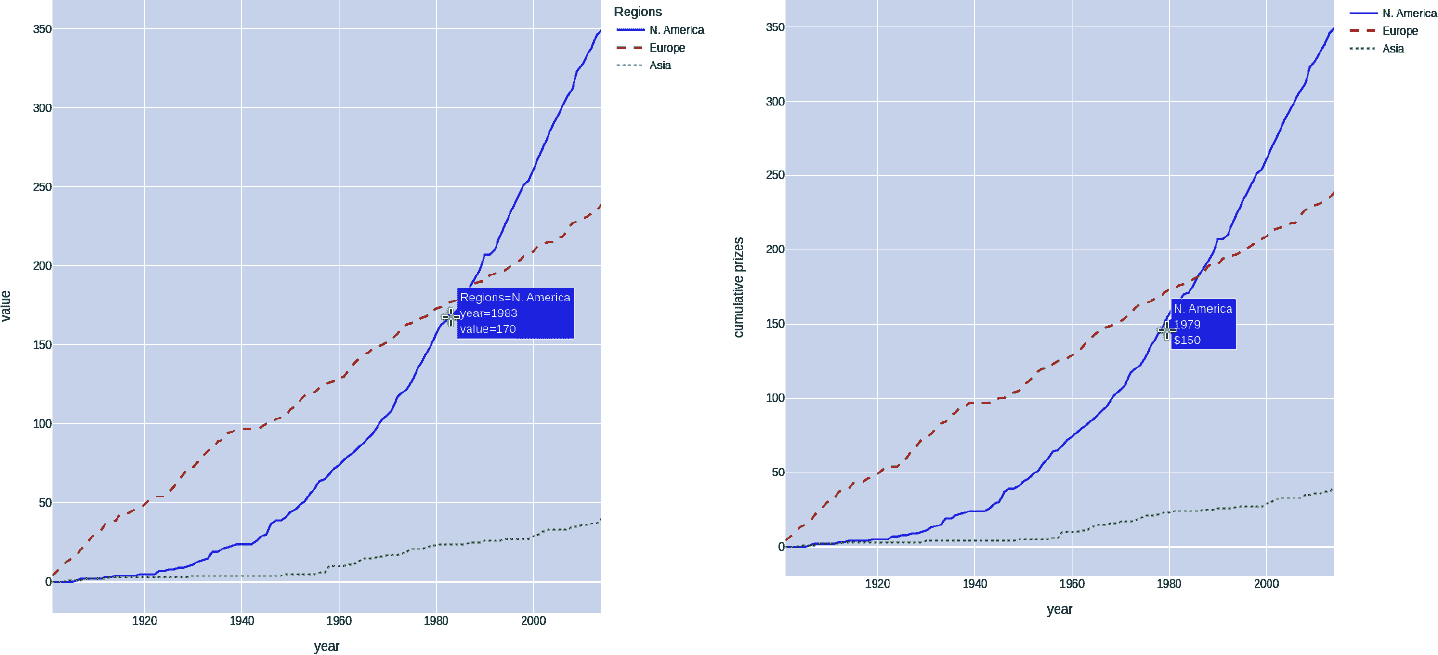 Regions
N. America
Europe
Asia
350
300
250
200
150
100
50
0
value
Regions=N. America
year=1983
value=170
1920
1940
1960
1980
2000
year
N. America
Europe
Asia
350
300
250
200
150
100
50
0
cumulative prizes
N. America
1979
$150
1920
1940
1960
1980
2000
year